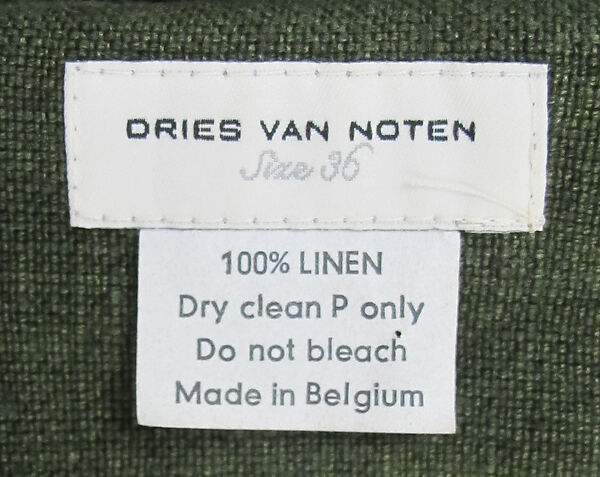 DRIES VAN NOTEN
Size 36
100% LINEN
Dry clean P only
Do not bleach
Made in Belgium